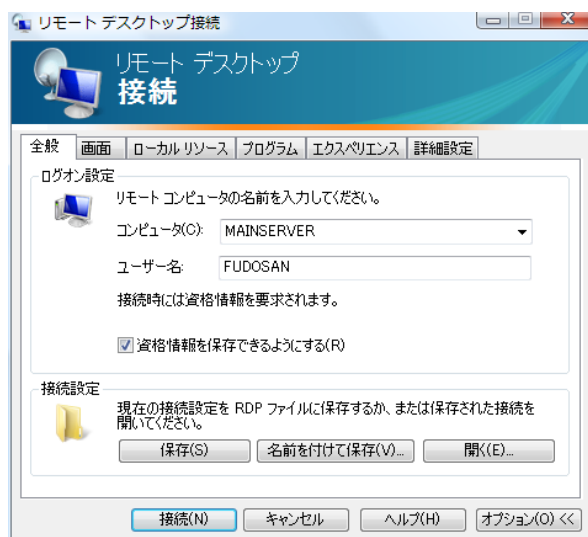 リモート デスクトップ接続
リモート デスクトップ
接続
全般 画面 ローカル リソース プログラム エクスペリエンス 詳細設定
ログオン設定
リモート コンピュータの名前を入力してください。
コンピュータ(C): MAINSERVER
ユーザー名: FUDOSAN
接続時には資格情報を要求されます。
資格情報を保存できるようにする(R)
接続設定
現在の接続設定を RDP ファイルに保存するか、または保存された接続を
開いてください。
保存(S) 名前を付けて保存(V)... 開く(E)...
接続(N) キャンセル ヘルプ(H) オプション(O) <<